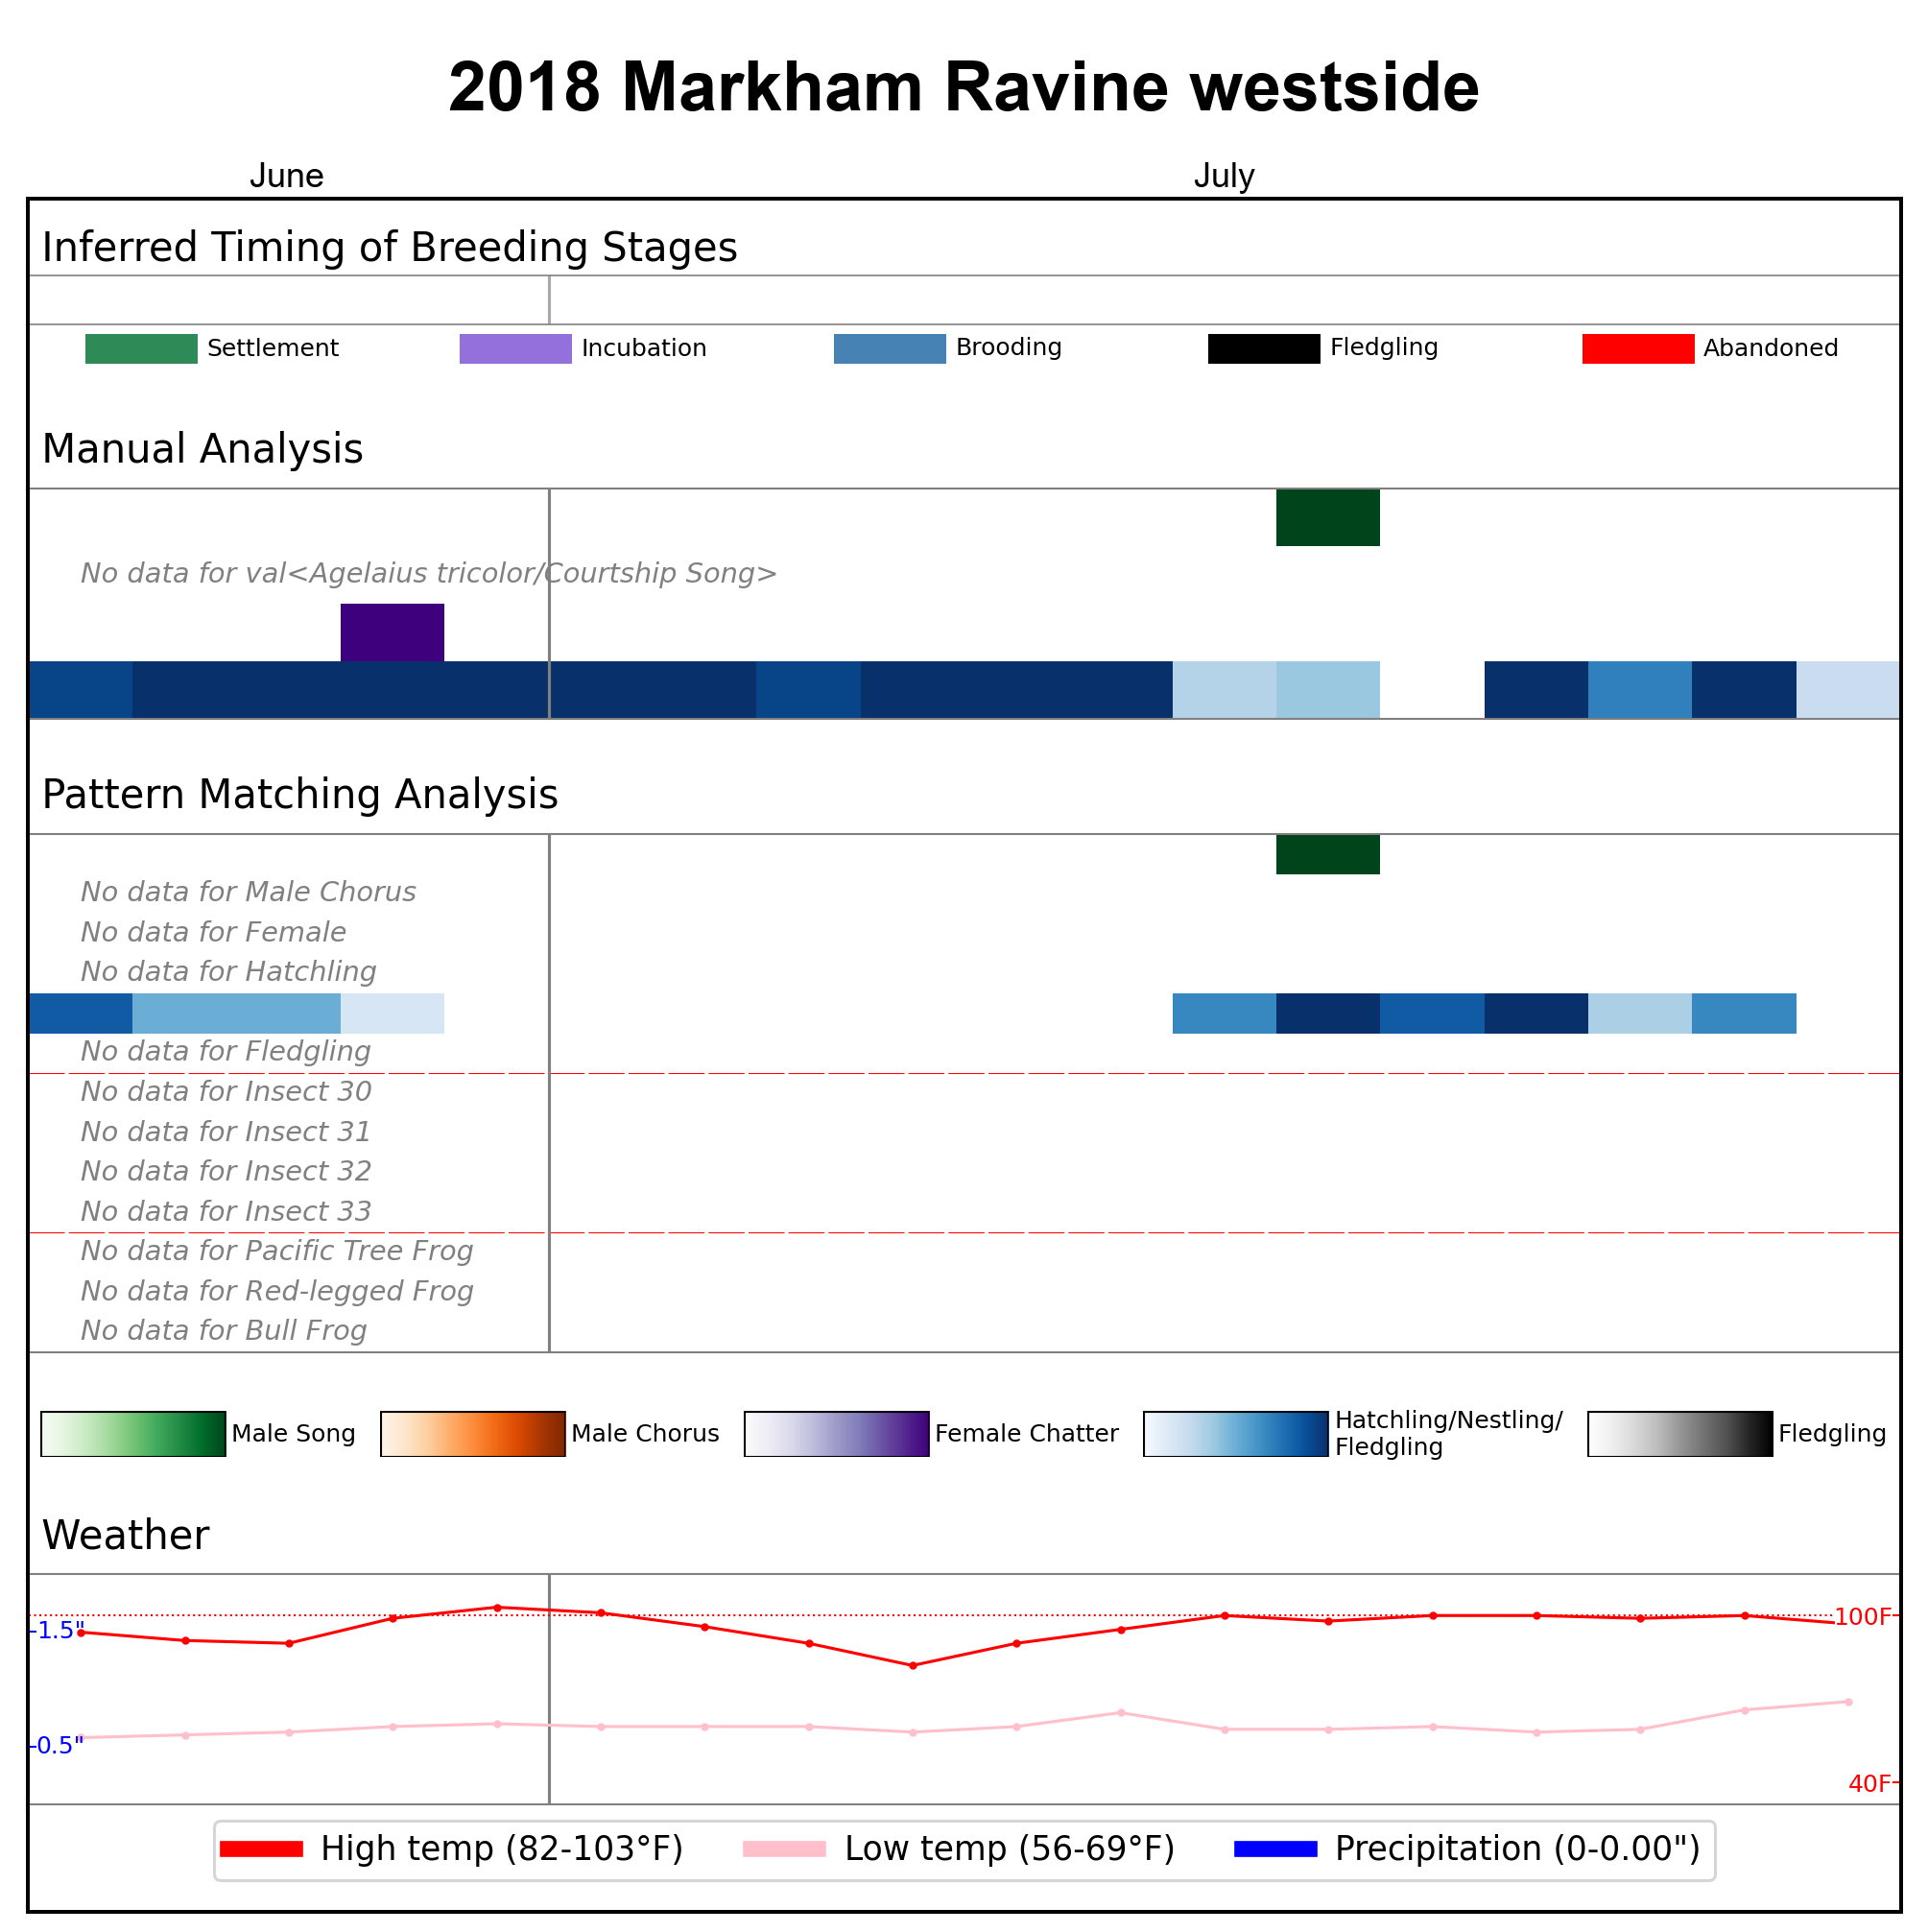 2018 Markham Ravine westside
June July
Inferred Timing of Breeding Stages
Settlement Incubation Brooding Fledgling Abandoned
Manual Analysis
No data for val<Agelaius tricolor/Courtship Song>
Pattern Matching Analysis
No data for Male Chorus
No data for Female
No data for Hatchling
No data for Fledgling
No data for Insect 30
No data for Insect 31
No data for Insect 32
No data for Insect 33
No data for Pacific Tree Frog
No data for Red-legged Frog
No data for Bull Frog
Male Song Male Chorus Female Chatter Hatchling/Nestling/
Fledgling Fledgling
Weather
1.5" 100F
0.5"
40F
High temp (82-103°F) Low temp (56-69°F) Precipitation (0-0.00")